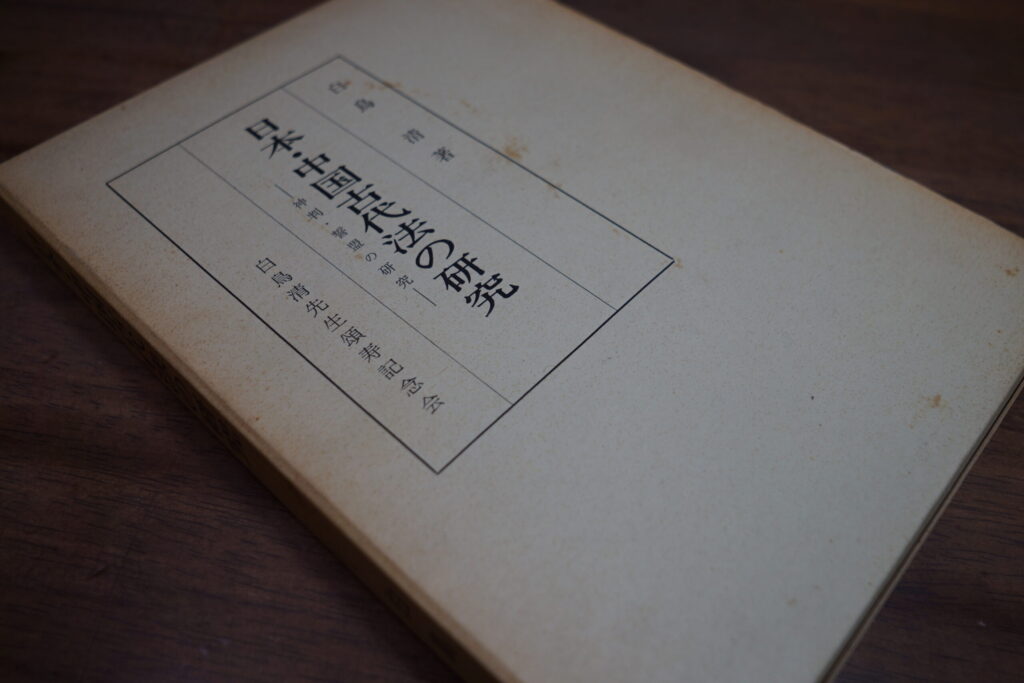 白鳥清著
日本・中国古代法の研究
―神判・誓盟の研究―
白鳥清先生頌寿記念会